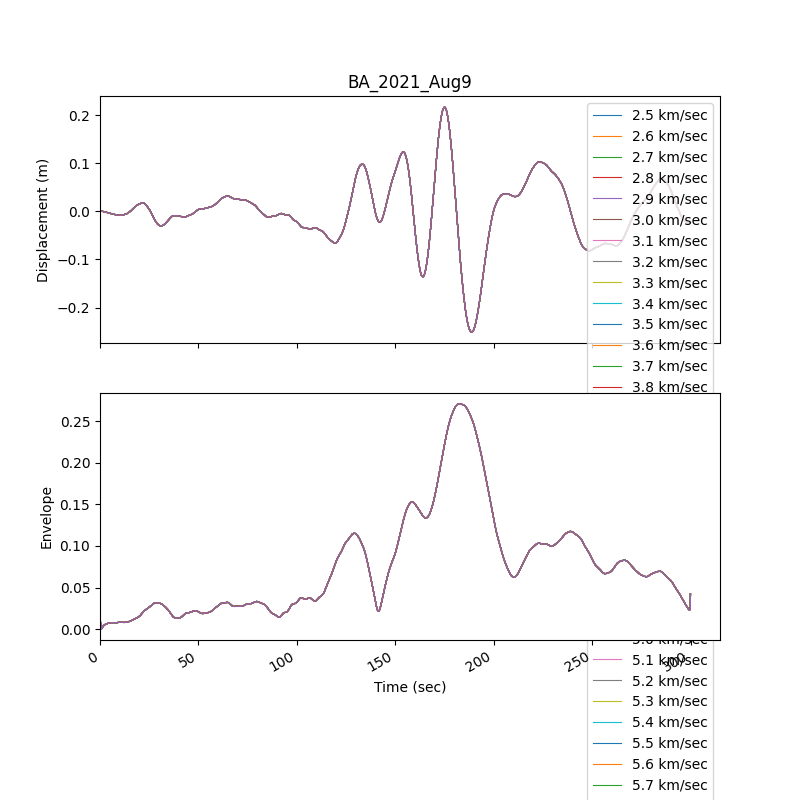 BA_2021_Aug9
Displacement (m)
0.2
0.1
0.0
−0.1
−0.2
2.5 km/sec
2.6 km/sec
2.7 km/sec
2.8 km/sec
2.9 km/sec
3.0 km/sec
3.1 km/sec
3.2 km/sec
3.3 km/sec
3.4 km/sec
3.5 km/sec
3.6 km/sec
3.7 km/sec
3.8 km/sec
Envelope
0.25
0.20
0.15
0.10
0.05
0.00
0
50
100
150
200
250
300
Time (sec)
5.0 km/sec
5.1 km/sec
5.2 km/sec
5.3 km/sec
5.4 km/sec
5.5 km/sec
5.6 km/sec
5.7 km/sec